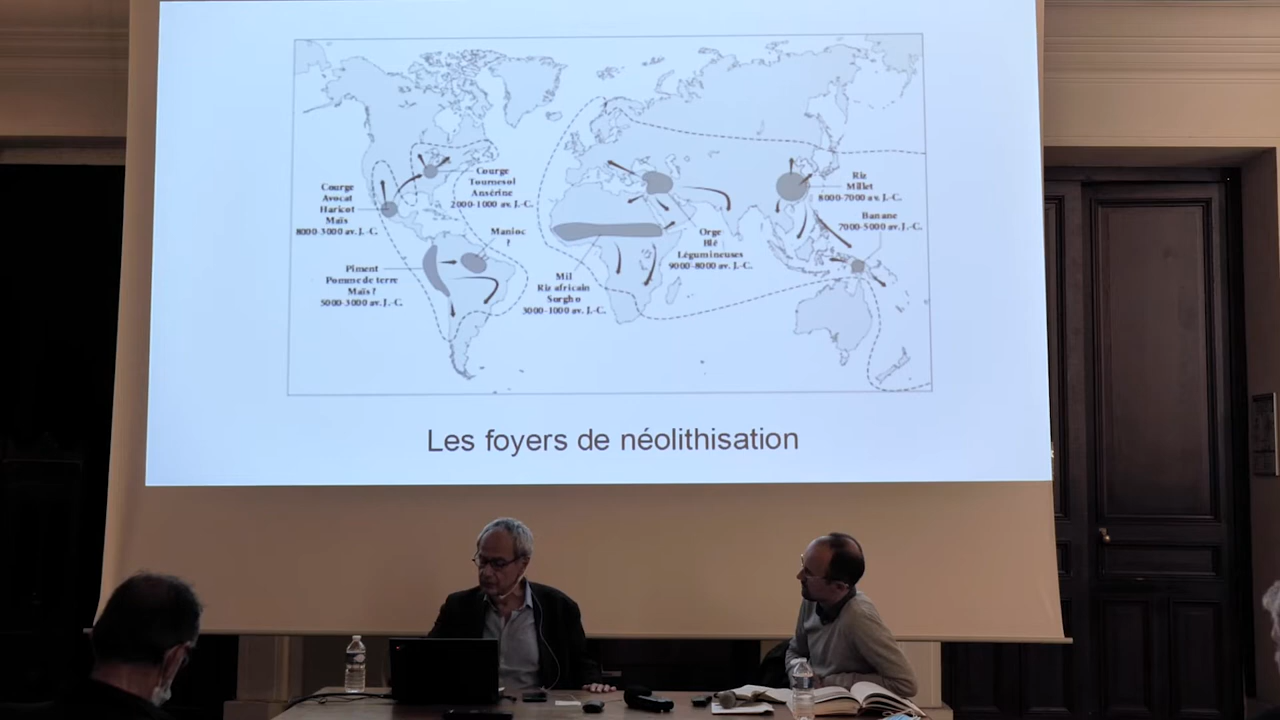 Courge
Tournesol
Ansérine
2000-1000 av. J.-C.
Courge
Avocat
Haricot
Maïs
8000-3000 av. J.-C.
Manioc
?
Piment
Pomme de terre
Maïs ?
5000-3000 av. J.-C.
Mil
Riz africain
Sorgho
3000-1000 av. J.-C.
Orge
Blé
Légumineuses
9000-8000 av. J.-C.
Riz
Millet
8000-7000 av. J.-C.
Banane
7000-5000 av. J.-C.
Les foyers de néolithisation